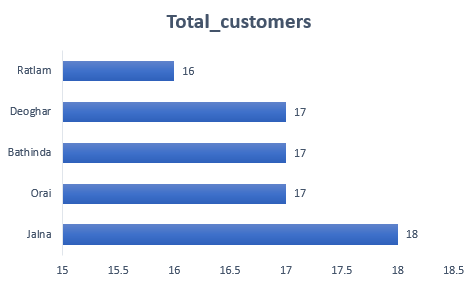 Total_customers
Ratlam 16
Deoghar 17
Bathinda 17
Orai 17
Jalna 18
15 15.5 16 16.5 17 17.5 18 18.5